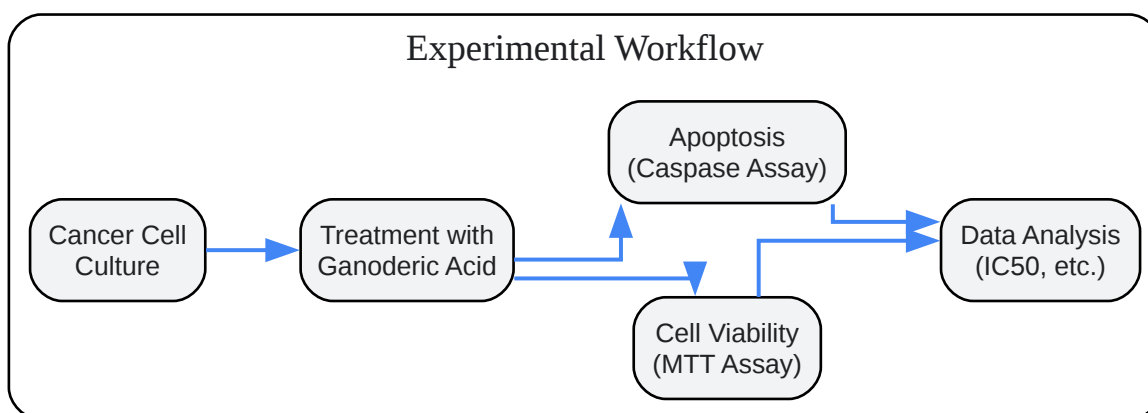 Experimental Workflow
Cancer Cell
Culture
Treatment with
Ganoderic Acid
Apoptosis
(Caspase Assay)
Cell Viability
(MTT Assay)
Data Analysis
(IC50, etc.)